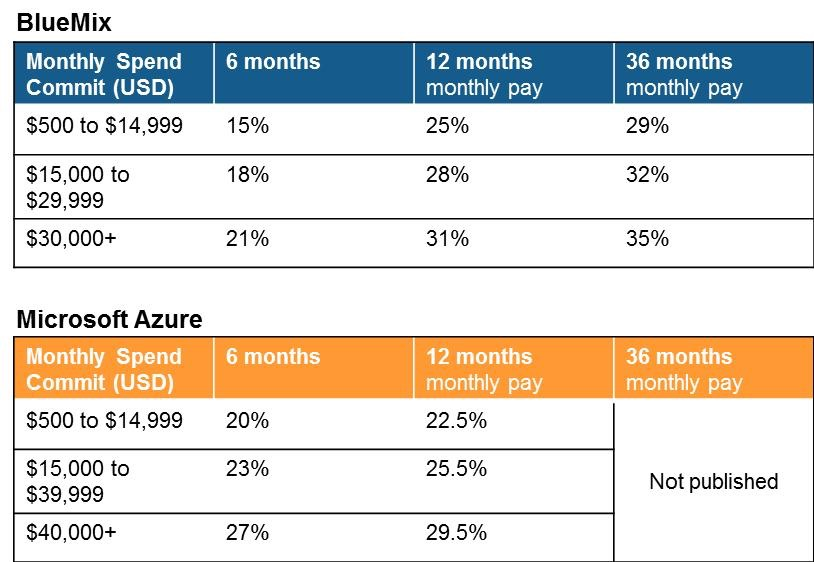 BlueMix
Monthly Spend Commit (USD) 6 months 12 months monthly pay 36 months monthly pay
$500 to $14,999 15% 25% 29%
$15,000 to $29,999 18% 28% 32%
$30,000+ 21% 31% 35%
Microsoft Azure
Monthly Spend Commit (USD) 6 months 12 months monthly pay 36 months monthly pay
$500 to $14,999 20% 22.5%
$15,000 to $39,999 23% 25.5%
Not published
$40,000+ 27% 29.5%